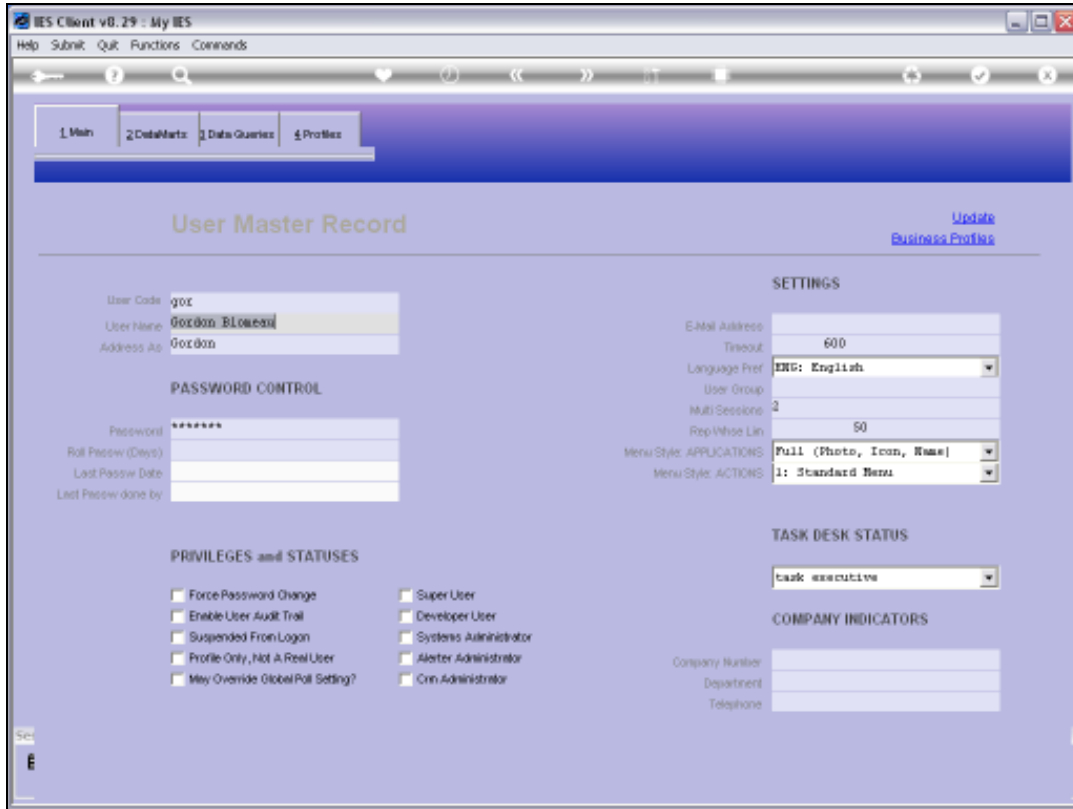 IES Client v8.29 : My IES
Help Submit Quit Functions Commands
1 Main 2 DataMarts 3 Data Queries 4 Profiles
User Master Record
Update
Business Profiles
SETTINGS
User Code gor
User Name Gordon Blomeau
Address As Gordon
E-Mail Address
Timeout 600
Language Pref ENG: English
User Group
Multi Sessions 2
Rep Whse Lim 50
Menu Style: APPLICATIONS Full (Photo, Icon, Name)
Menu Style: ACTIONS 1: Standard Menu
PASSWORD CONTROL
Password *******
Roll Passw (Days)
Last Passw Date
Last Passw done by
TASK DESK STATUS
task executive
PRIVILEGES and STATUSES
Force Password Change Super User
Enable User Audit Trail Developer User
Suspended From Logon Systems Administrator
Profile Only, Not A Real User Alerter Administrator
May Override Global Poll Setting? Crm Administrator
COMPANY INDICATORS
Company Number
Department
Telephone